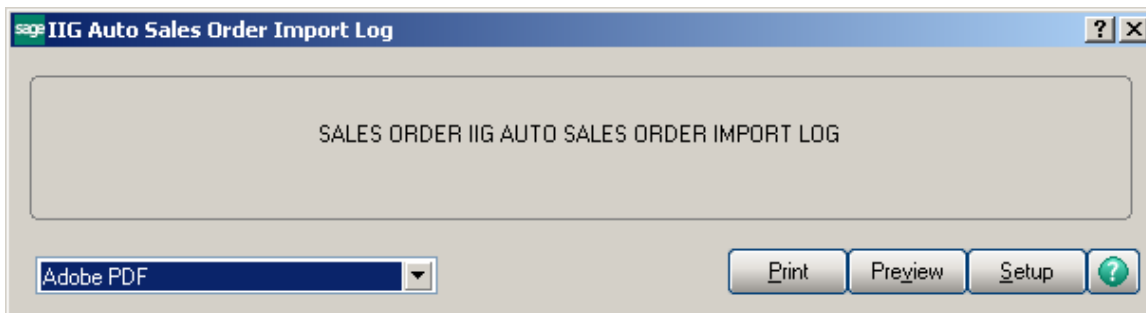 sage IIG Auto Sales Order Import Log ? X
SALES ORDER IIG AUTO SALES ORDER IMPORT LOG
Adobe PDF Print Preview Setup ?